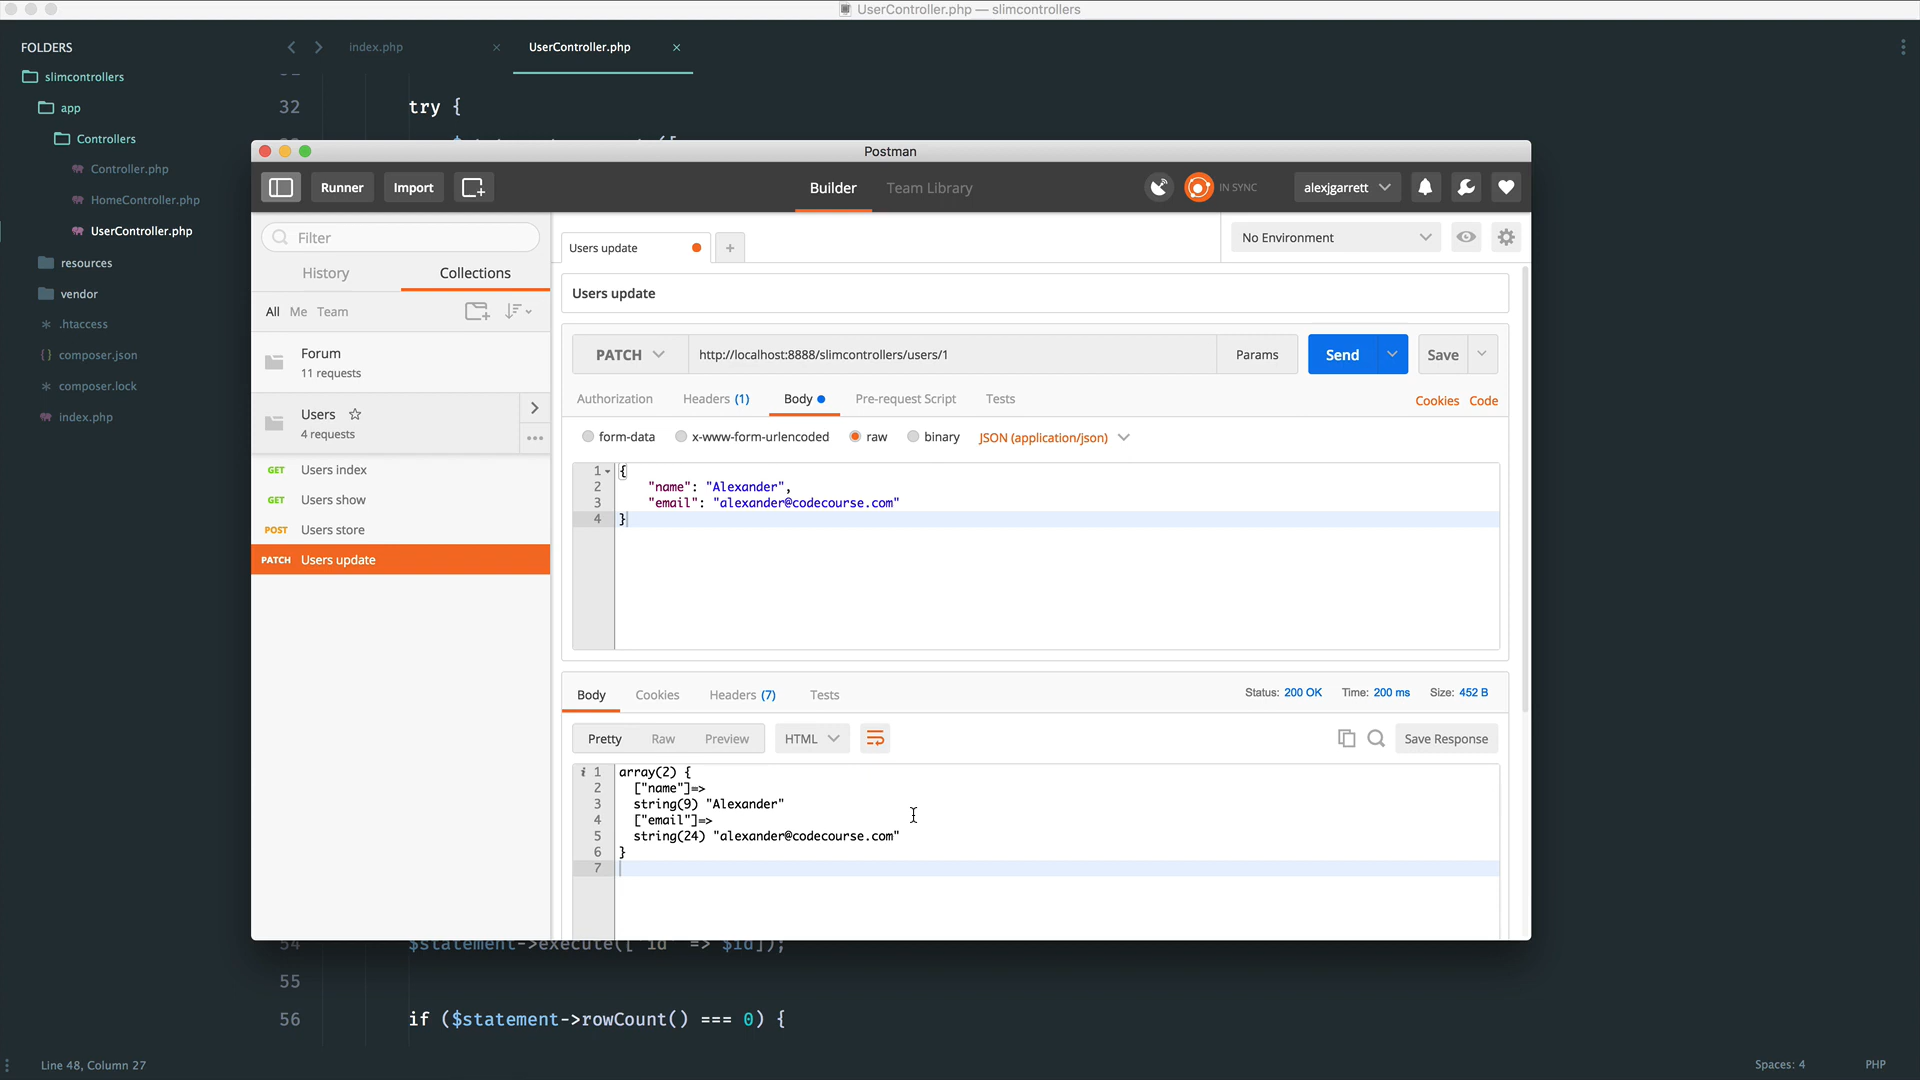 UserController.php — slimcontrollers
FOLDERS
slimcontrollers
app
Controllers
Controller.php
HomeController.php
UserController.php
resources
vendor
.htaccess
composer.json
composer.lock
index.php
index.php
UserController.php
32 try {
Postman
Runner
Import
Builder
Team Library
IN SYNC
alexjgarrett
Filter
History
Collections
All Me Team
Forum
11 requests
Users
4 requests
GET Users index
GET Users show
POST Users store
PATCH Users update
Users update
No Environment
Users update
PATCH
http://localhost:8888/slimcontrollers/users/1
Params
Send
Save
Authorization
Headers (1)
Body
Pre-request Script
Tests
Cookies
Code
form-data
x-www-form-urlencoded
raw
binary
JSON (application/json)
1 {
2 "name": "Alexander",
3 "email": "alexander@codecourse.com"
4 }
Body
Cookies
Headers (7)
Tests
Status: 200 OK
Time: 200 ms
Size: 452 B
Pretty
Raw
Preview
HTML
Save Response
i 1 array(2) {
2 ["name"]=>
3 string(9) "Alexander"
4 ["email"]=>
5 string(24) "alexander@codecourse.com"
6 }
7
54 $statement->execute(['id' => $id]);
55
56 if ($statement->rowCount() === 0) {
Line 48, Column 27
Spaces: 4
PHP